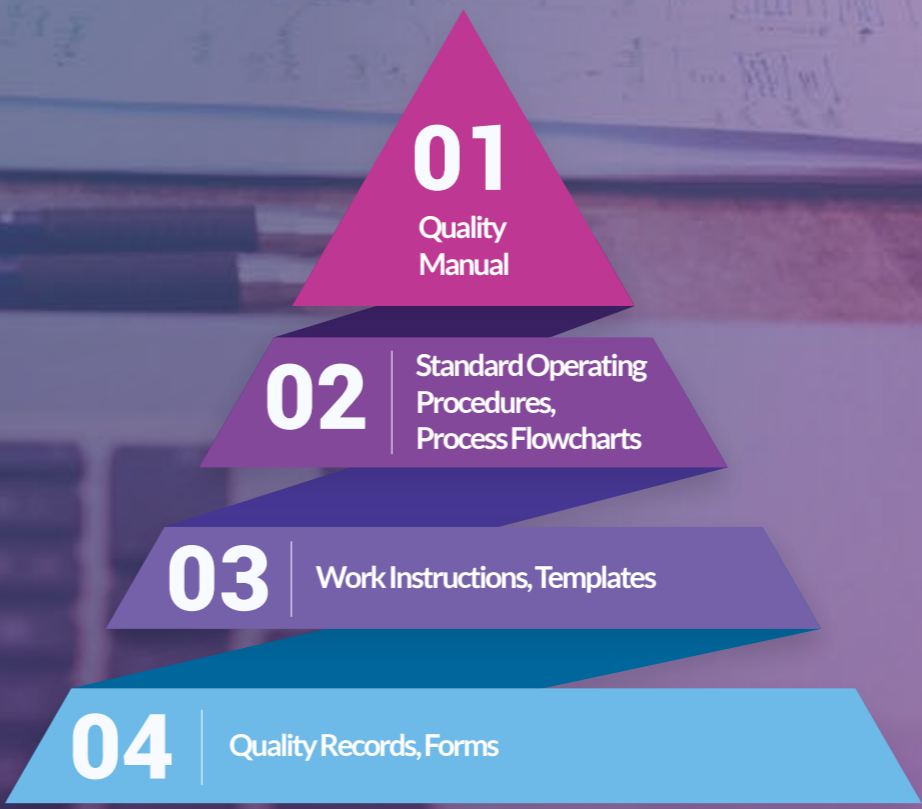 01
Quality
Manual
02
Standard Operating
Procedures,
Process Flowcharts
03
Work Instructions, Templates
04
Quality Records, Forms